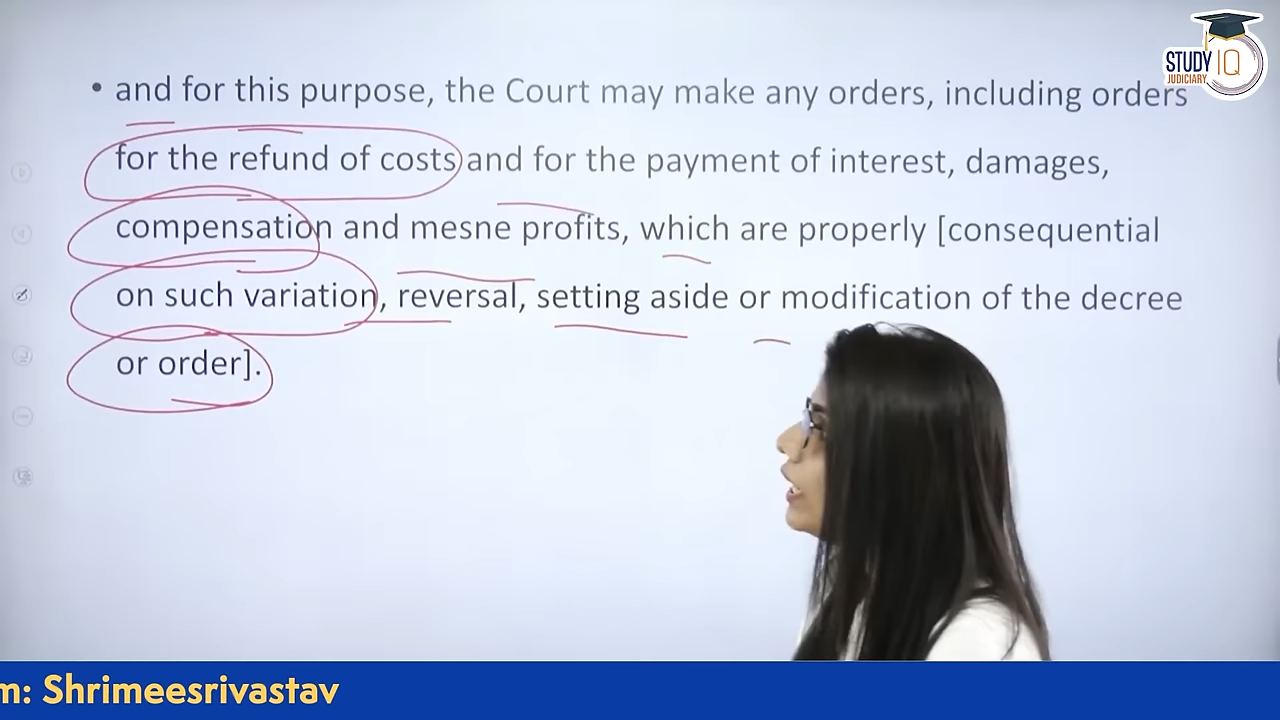 STUDY IQ
JUDICIARY
• and for this purpose, the Court may make any orders, including orders
for the refund of costs and for the payment of interest, damages,
compensation and mesne profits, which are properly [consequential
on such variation, reversal, setting aside or modification of the decree
or order].
m: Shrimeesrivastav